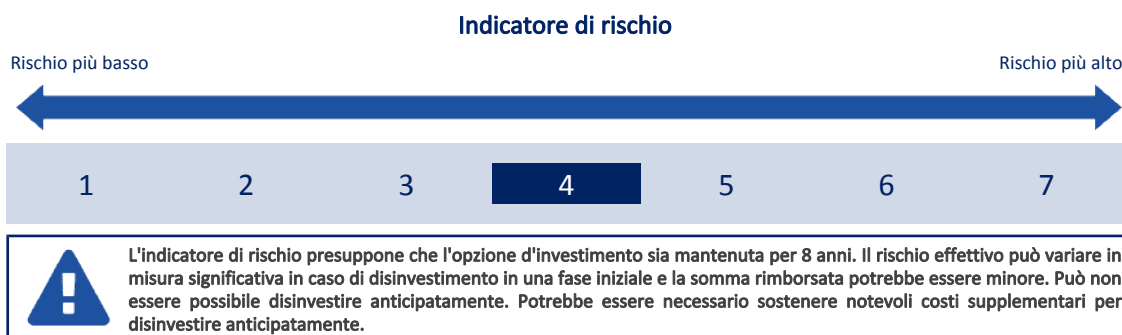 Indicatore di rischio
Rischio più basso
Rischio più alto
1 2 3 4 5 6 7
L'indicatore di rischio presuppone che l'opzione d'investimento sia mantenuta per 8 anni. Il rischio effettivo può variare in
misura significativa in caso di disinvestimento in una fase iniziale e la somma rimborsata potrebbe essere minore. Può non
essere possibile disinvestire anticipatamente. Potrebbe essere necessario sostenere notevoli costi supplementari per
disinvestire anticipatamente.